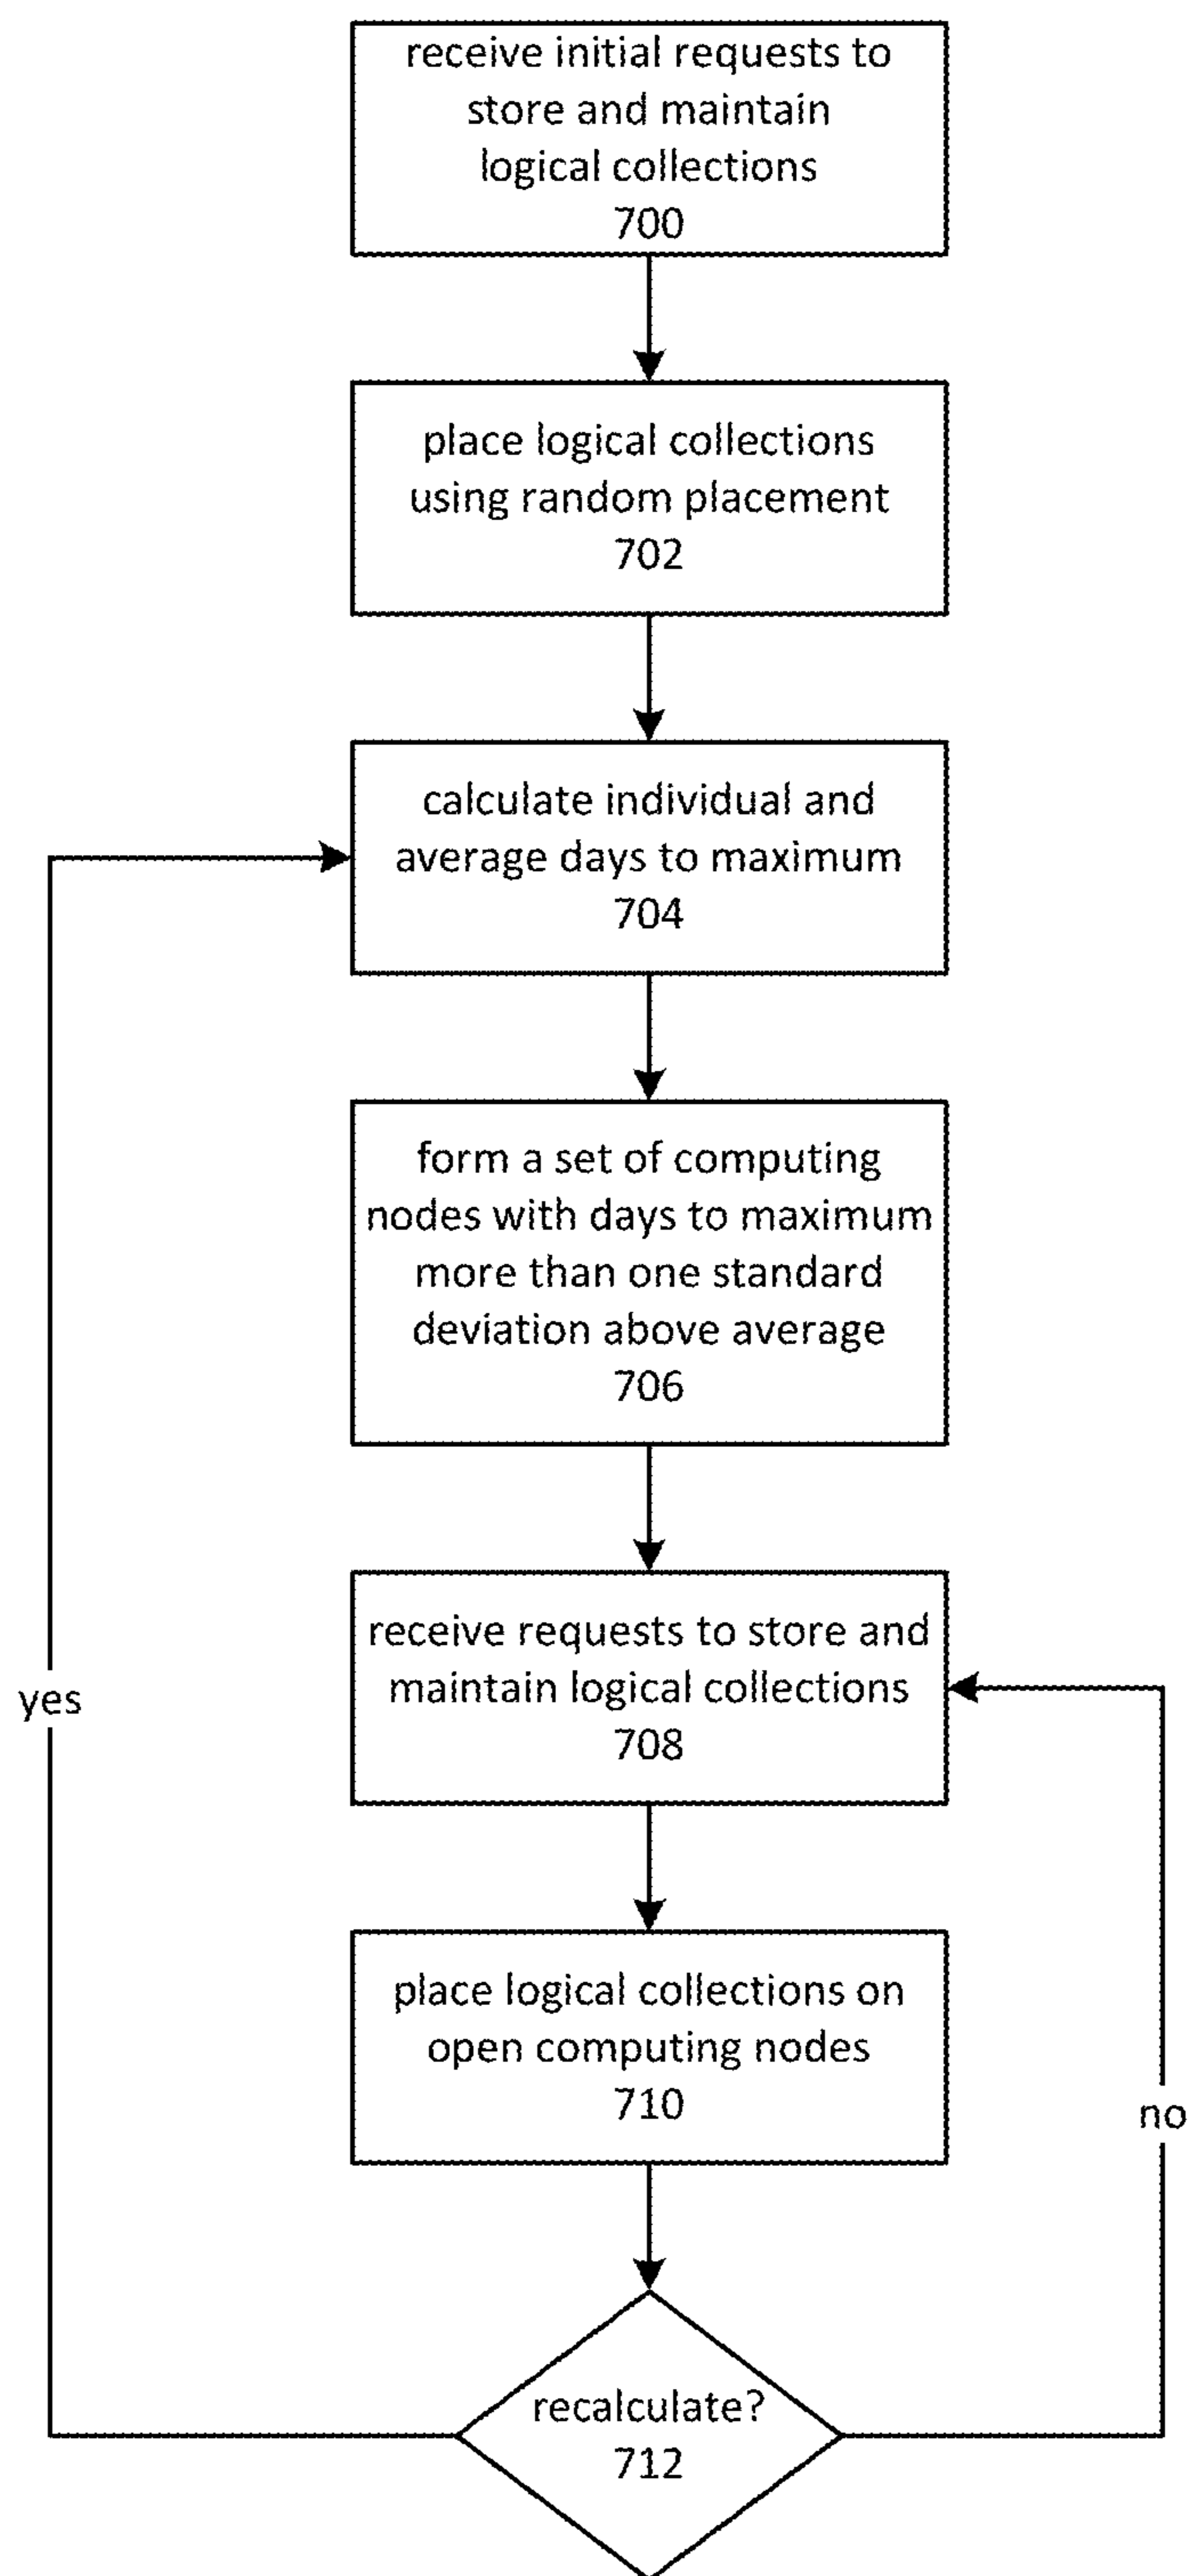 receive initial requests to
store and maintain
logical collections
700
place logical collections
using random placement
702
calculate individual and
average days to maximum
704
form a set of computing
nodes with days to maximum
more than one standard
deviation above average
706
receive requests to store and
maintain logical collections
708
yes
place logical collections on
open computing nodes
710
no
recalculate?
712